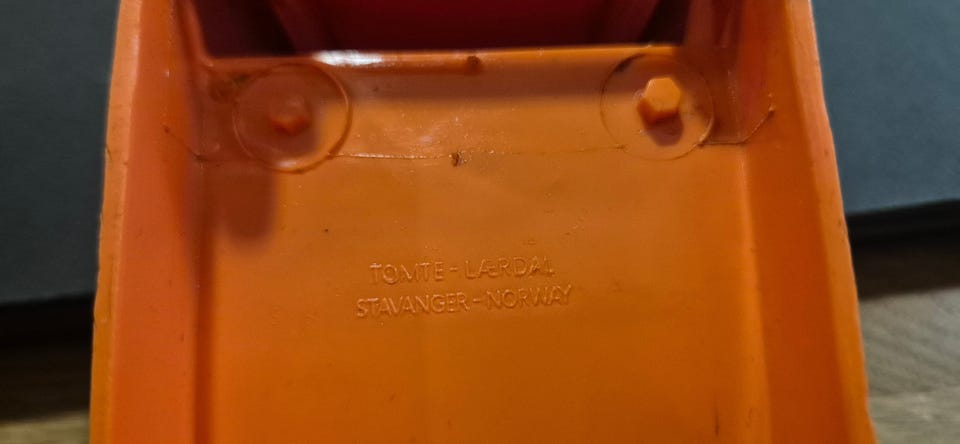 TOMTE - LÆRDAL
STAVANGER - NORWAY